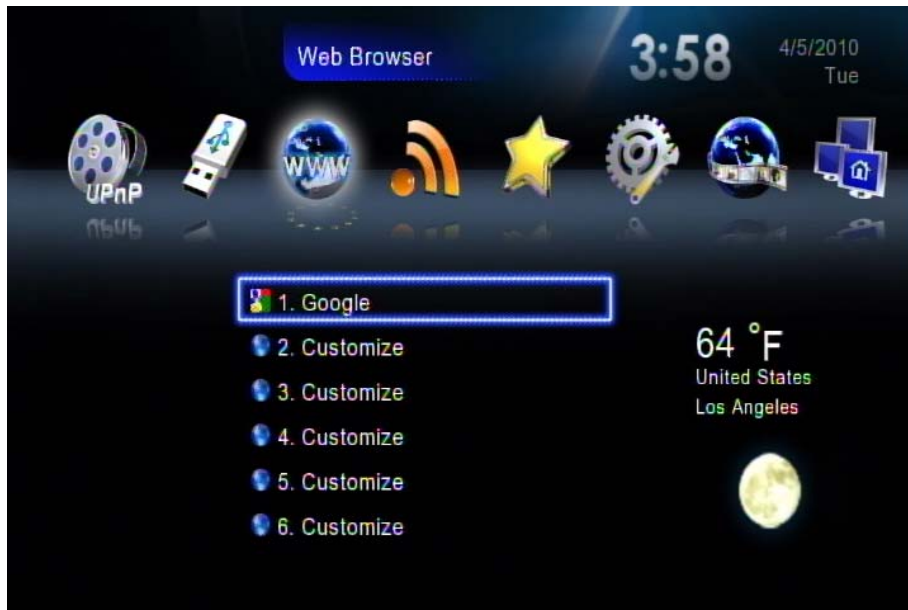 Web Browser
3:58
4/5/2010
Tue
UPnP
WWW
1. Google
2. Customize
3. Customize
4. Customize
5. Customize
6. Customize
64 °F
United States
Los Angeles